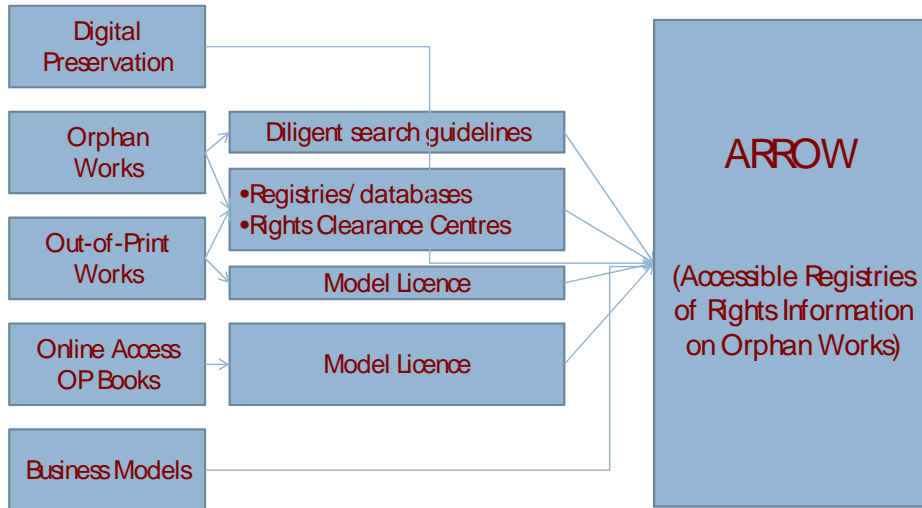 Digital
Preservation
Orphan
Works
Diligent search guidelines
•Registries/ databases
•Rights Clearance Centres
Out-of-Print
Works
Model Licence
Online Access
OP Books
Model Licence
Business Models
ARROW
(Accessible Registries
of Rights Information
on Orphan Works)